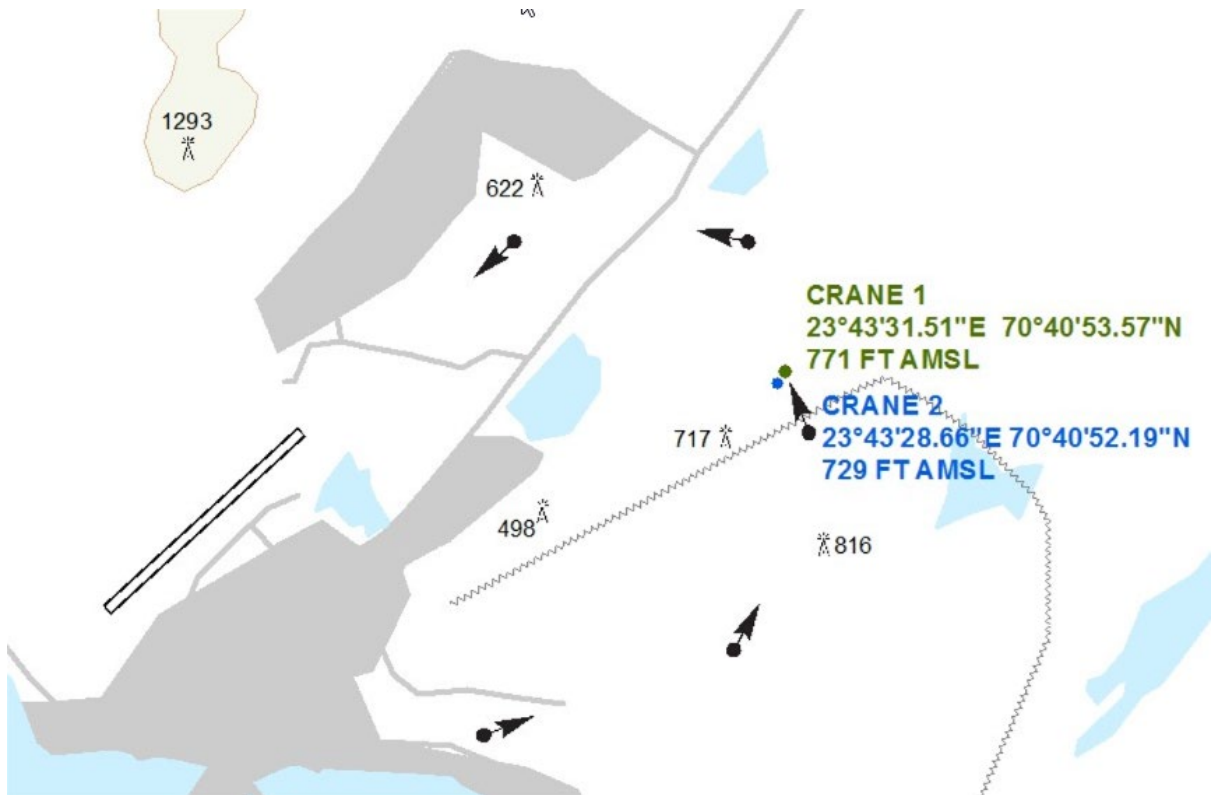 1293
622
CRANE 1
23°43'31.51"E 70°40'53.57"N
771 FT AMSL
CRANE 2
23°43'28.66"E 70°40'52.19"N
729 FT AMSL
717
498
816